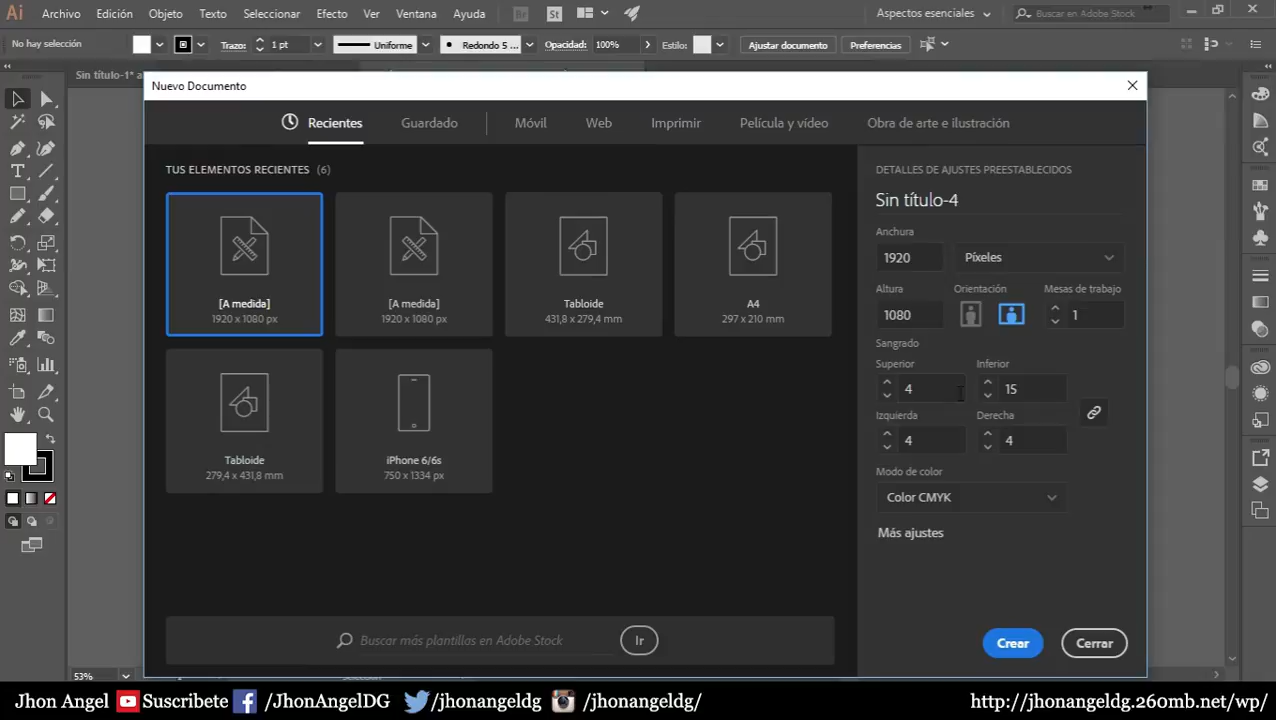 Ai Archivo Edición Objeto Texto Seleccionar Efecto Ver Ventana Ayuda Br St Aspectos esenciales Buscar en Adobe Stock
No hay selección Trazo: 1 pt Uniforme Redondo 5 ... Opacidad: 100% Estilo: Ajustar documento Preferencias
Sin título-1* a
Nuevo Documento
Recientes Guardado Móvil Web Imprimir Película y vídeo Obra de arte e ilustración
TUS ELEMENTOS RECIENTES (6)
[A medida] [A medida] Tabloide A4
1920 x 1080 px 1920 x 1080 px 431,8 x 279,4 mm 297 x 210 mm
Tabloide iPhone 6/6s
279,4 x 431,8 mm 750 x 1334 px
Buscar más plantillas en Adobe Stock Ir
DETALLES DE AJUSTES PREESTABLECIDOS
Sin título-4
Anchura
1920 Píxeles
Altura Orientación Mesas de trabajo
1080 1
Sangrado
Superior Inferior
4 15
Izquierda Derecha
4 4
Modo de color
Color CMYK
Más ajustes
Crear Cerrar
53%
Jhon Angel Suscribete /JhonAngelDG /jhonangeldg /jhonangeldg/ http://jhonangeldg.260mb.net/wp/